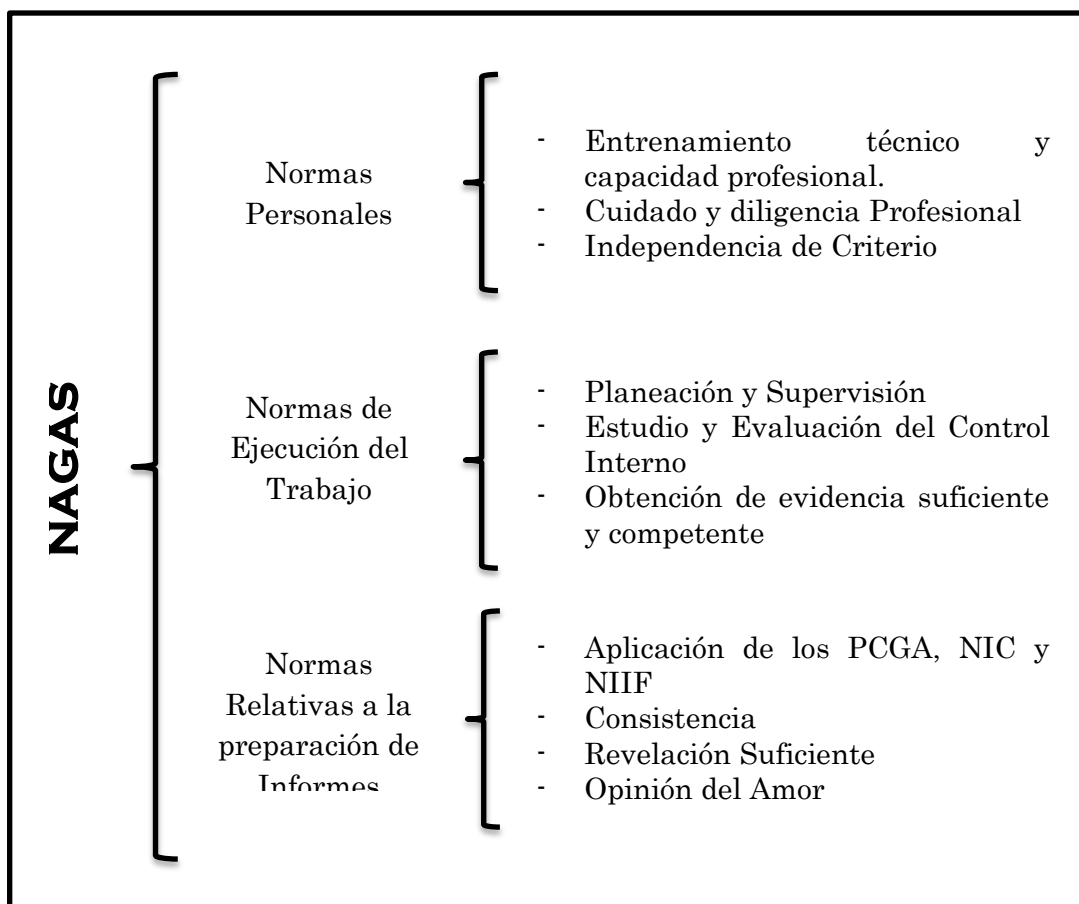 NAGAS
Normas
Personales
- Entrenamiento técnico y
capacidad profesional.
- Cuidado y diligencia Profesional
- Independencia de Criterio
Normas de
Ejecución del
Trabajo
- Planeación y Supervisión
- Estudio y Evaluación del Control
Interno
- Obtención de evidencia suficiente
y competente
Normas
Relativas a la
preparación de
Informes
- Aplicación de los PCGA, NIC y
NIIF
- Consistencia
- Revelación Suficiente
- Opinión del Amor